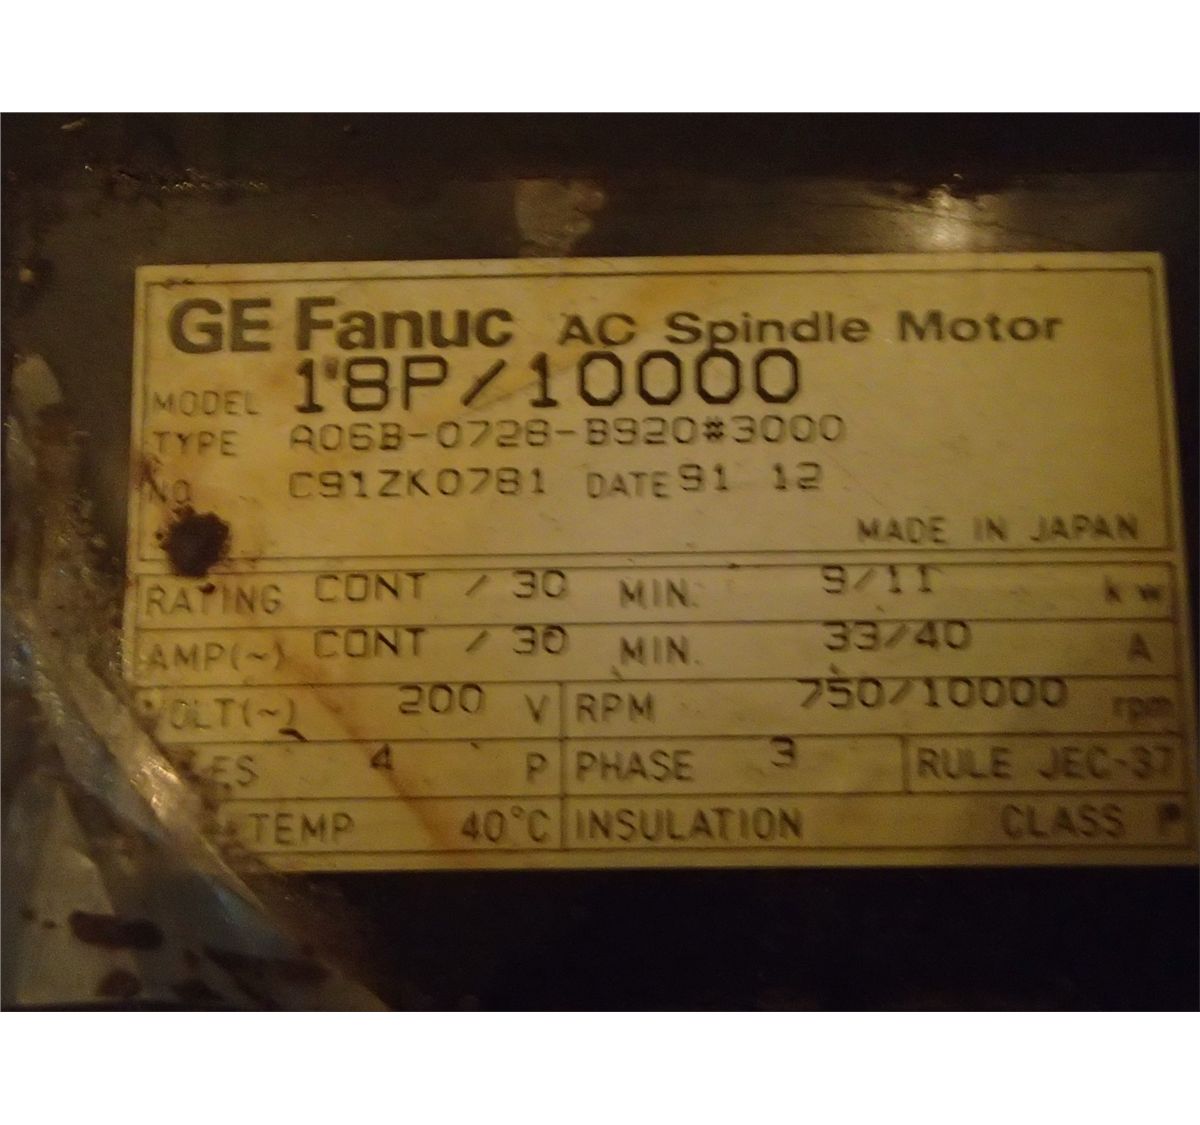 GE Fanuc AC Spindle Motor
MODEL 18P/10000
TYPE A06B-0728-B920#3000
NO. C91ZK0781 DATE 91 12
MADE IN JAPAN
RATING CONT / 30 MIN. 9/11 kw
AMP(~) CONT / 30 MIN. 33/40 A
VOLT(~) 200 V RPM 750/10000 rpm
4 P PHASE 3 RULE JEC-37
TEMP 40°C INSULATION CLASS